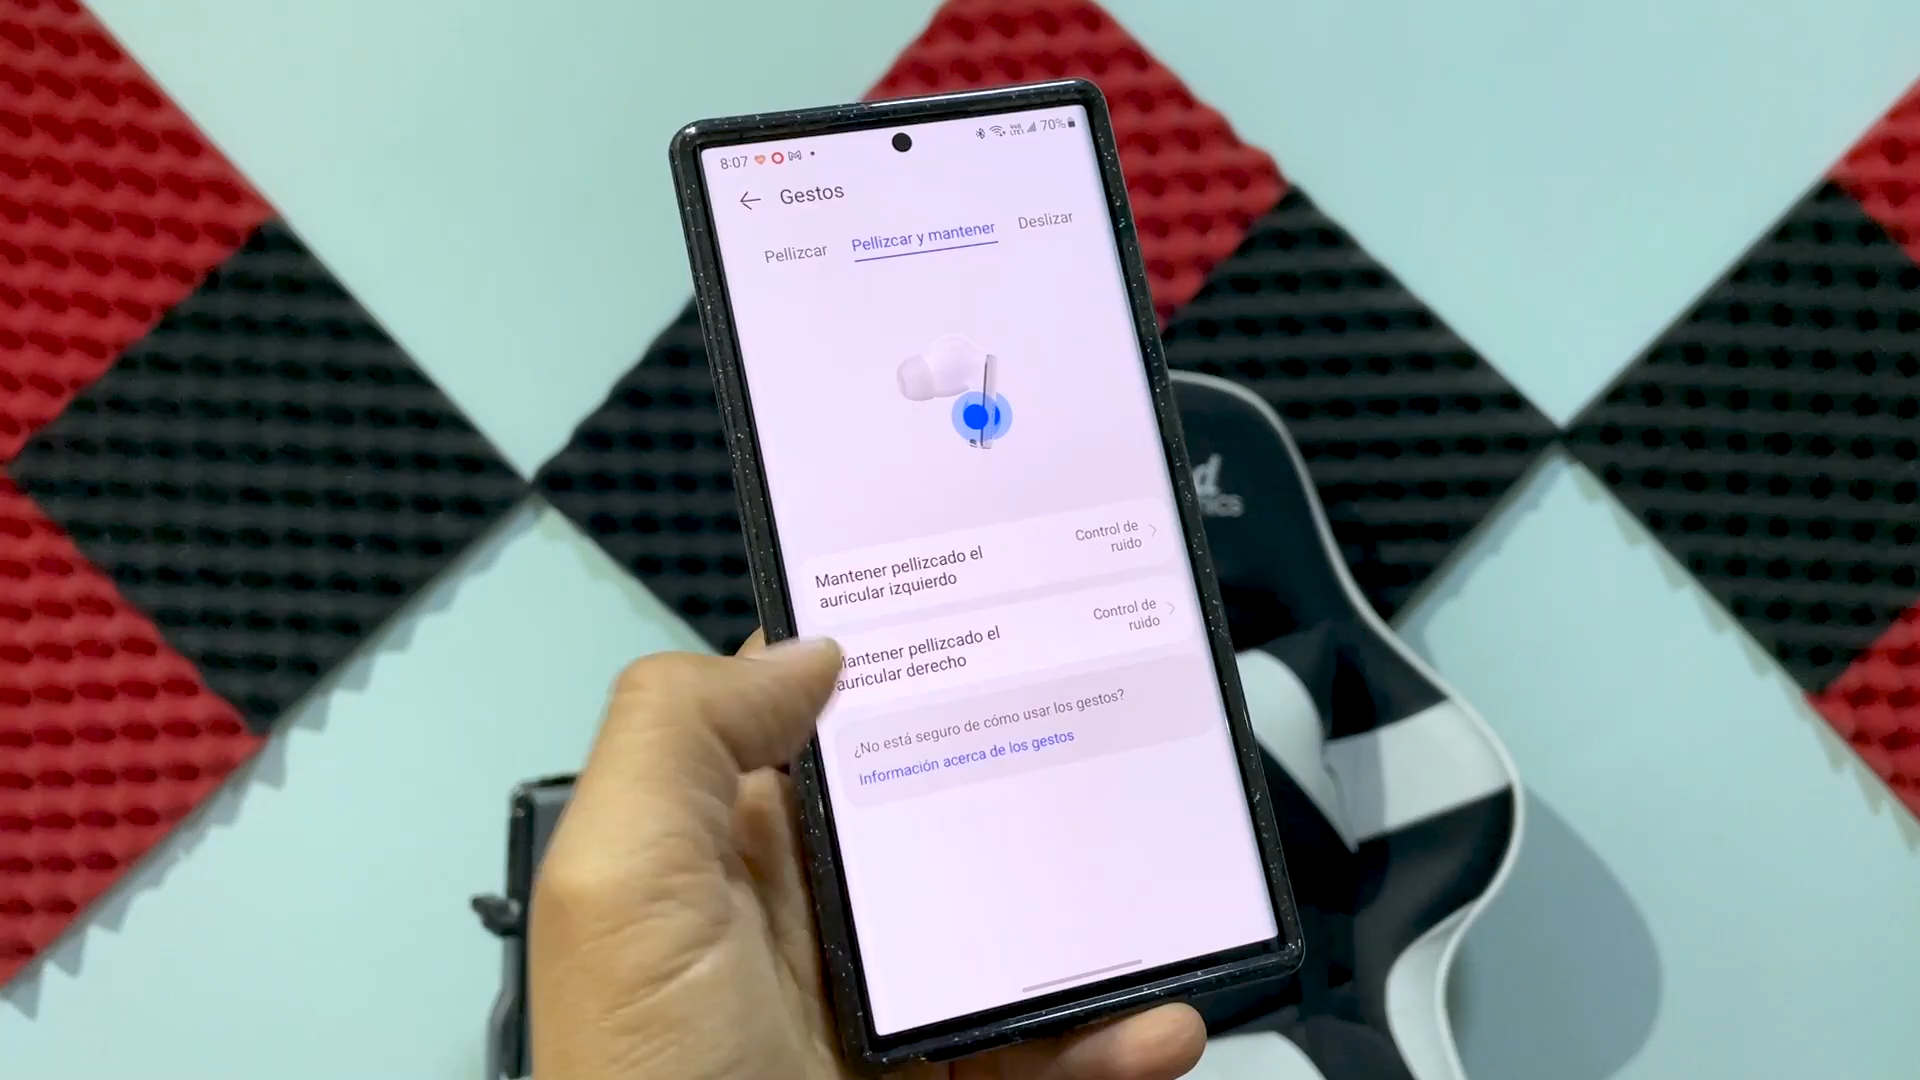 8:07
70%
Gestos
Pellizcar
Pellizcar y mantener
Deslizar
Mantener pellizcado el
auricular izquierdo
Control de
ruido
Mantener pellizcado el
auricular derecho
Control de
ruido
¿No está seguro de cómo usar los gestos?
Información acerca de los gestos